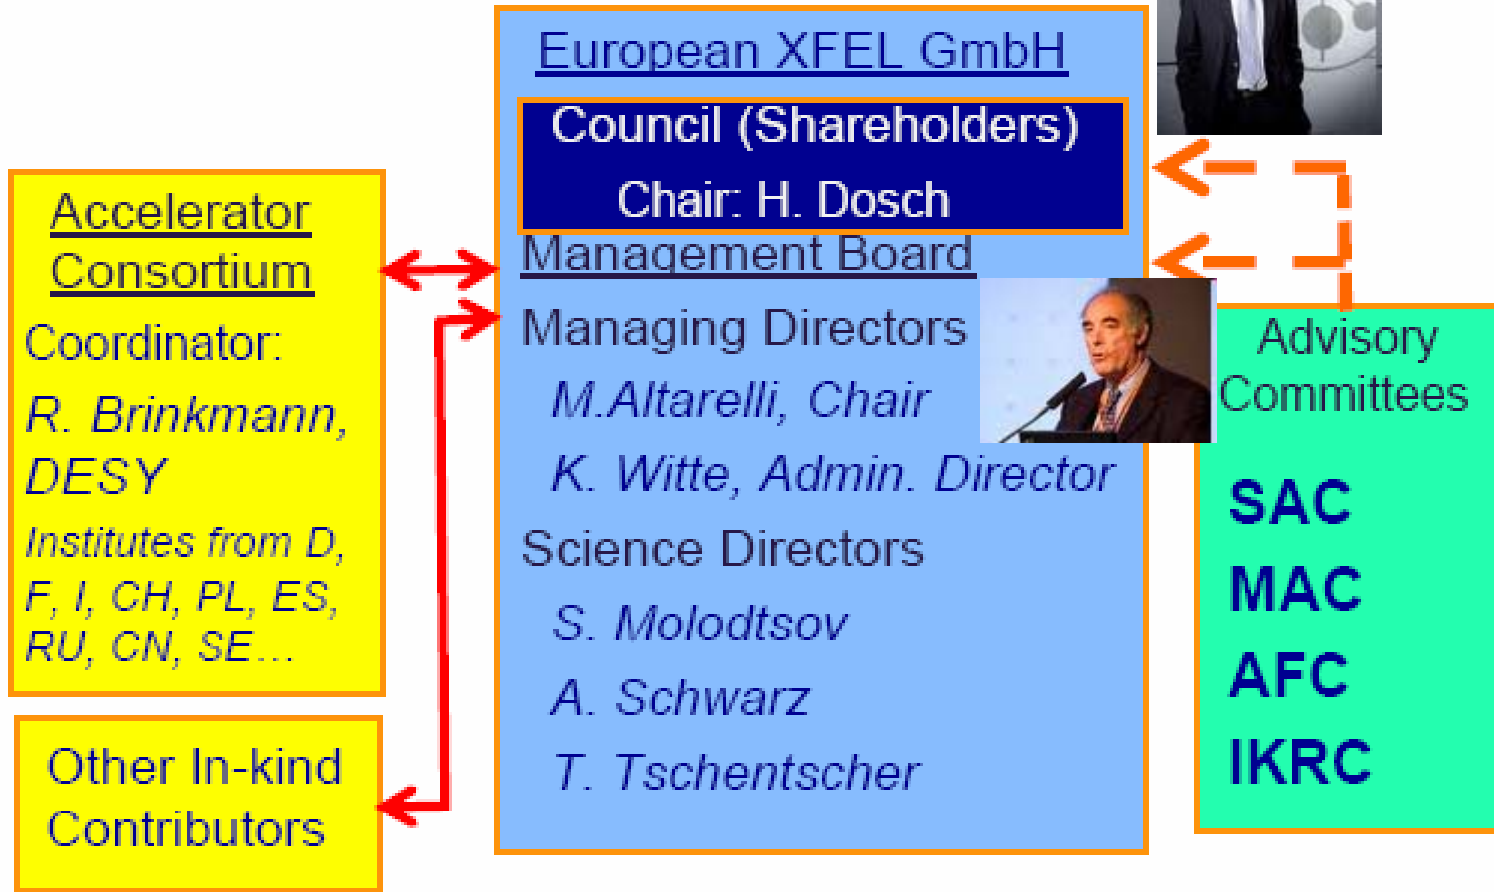 European XFEL GmbH
Council (Shareholders)
Chair: H. Dosch
Management Board
Managing Directors
M.Altarelli, Chair
K. Witte, Admin. Director
Science Directors
S. Molodtsov
A. Schwarz
T. Tschentscher
Accelerator
Consortium
Coordinator:
R. Brinkmann,
DESY
Institutes from D,
F, I, CH, PL, ES,
RU, CN, SE...
Other In-kind
Contributors
Advisory
Committees
SAC
MAC
AFC
IKRC